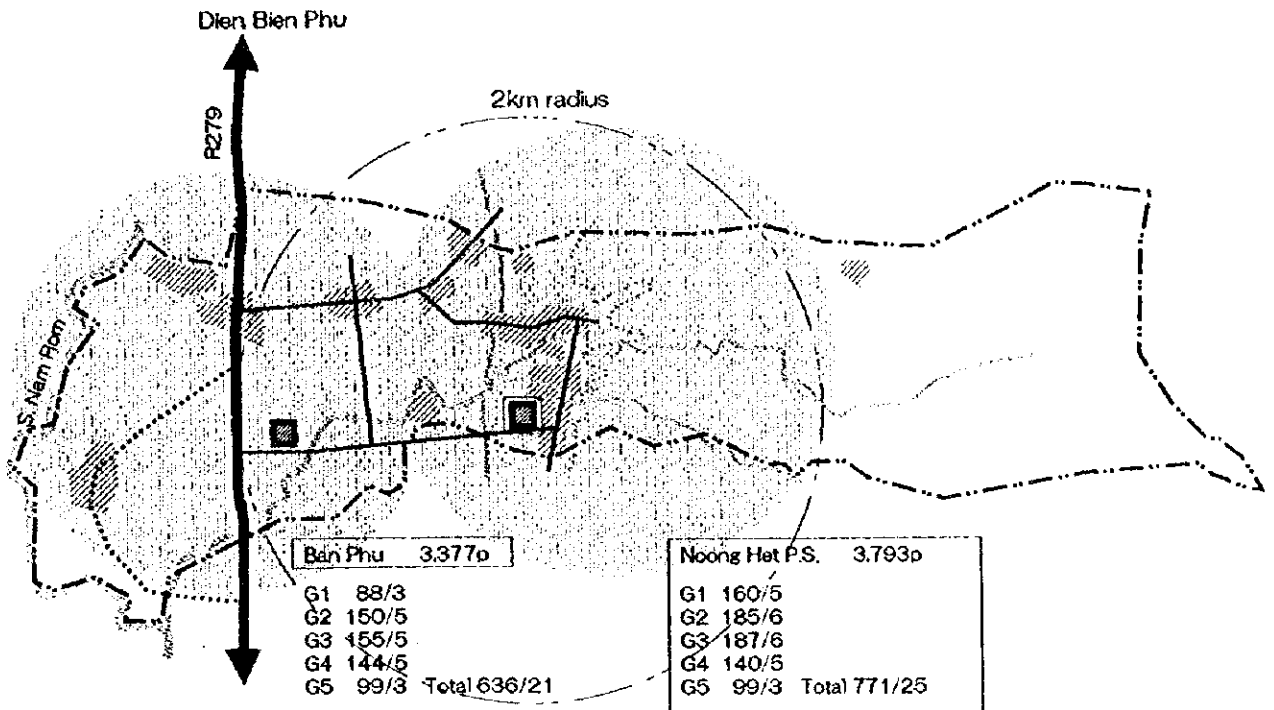 Dien Bien Phu
R279
2km radius
S. Nam Rom
Ban Phu 3.377p
G1 88/3
G2 150/5
G3 155/5
G4 144/5
G5 99/3 Total 636/21
Noong Het P.S. 3.793p
G1 160/5
G2 185/6
G3 187/6
G4 140/5
G5 99/3 Total 771/25